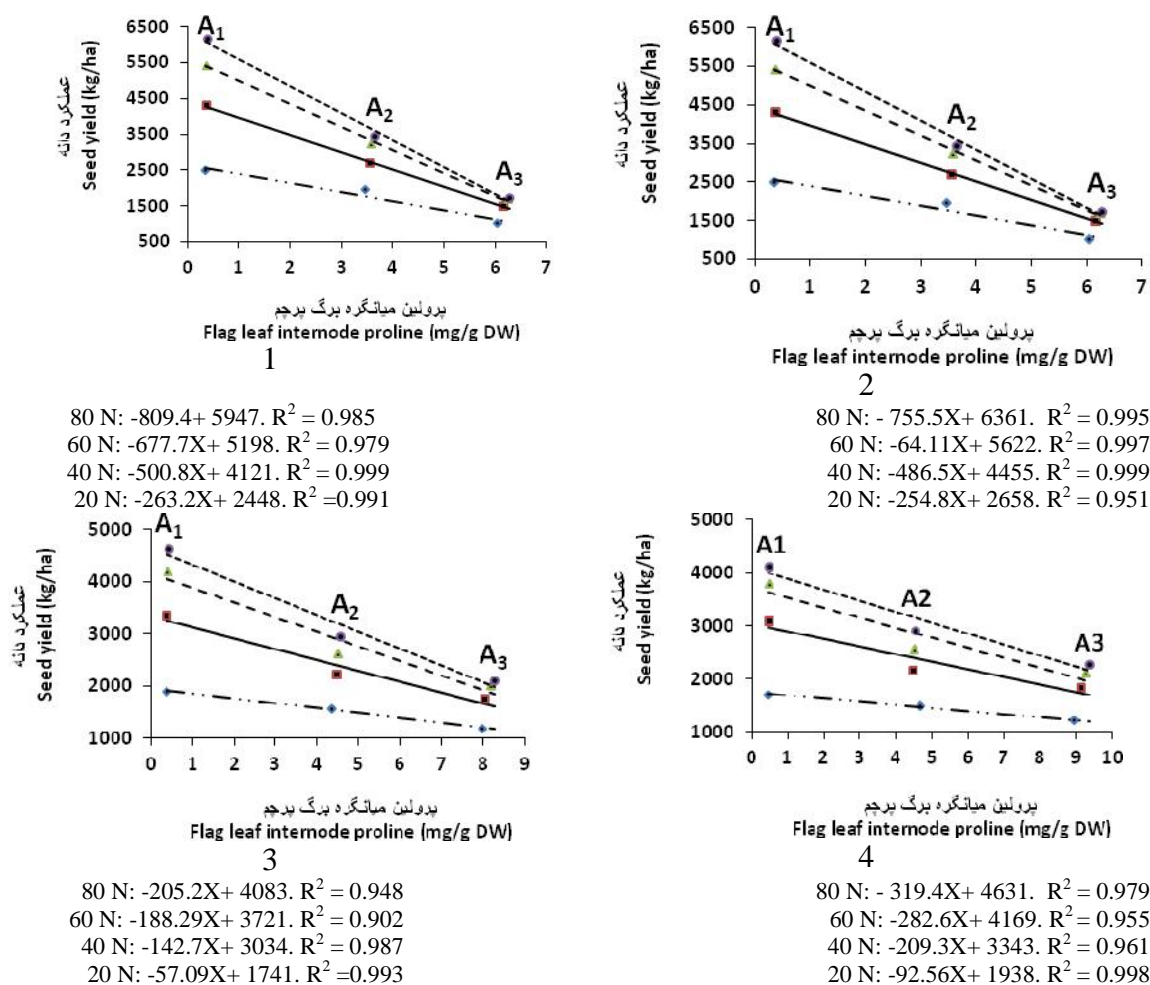 6500
5500
4500
3500
2500
1500
500
A₁
A₂
A₃
عملکرد دانه
Seed yield (kg/ha)
0 1 2 3 4 5 6 7
پرولین میانگره برگ پرچم
Flag leaf internode proline (mg/g DW)
1
80 N: -809.4+ 5947. R² = 0.985
60 N: -677.7X+ 5198. R² = 0.979
40 N: -500.8X+ 4121. R² = 0.999
20 N: -263.2X+ 2448. R² =0.991
6500
5500
4500
3500
2500
1500
500
A₁
A₂
A₃
عملکرد دانه
Seed yield (kg/ha)
0 1 2 3 4 5 6 7
پرولین میانگره برگ پرچم
Flag leaf internode proline (mg/g DW)
2
80 N: - 755.5X+ 6361. R² = 0.995
60 N: -64.11X+ 5622. R² = 0.997
40 N: -486.5X+ 4455. R² = 0.999
20 N: -254.8X+ 2658. R² = 0.951
5000
4000
3000
2000
1000
A₁
A₂
A₃
عملکرد دانه
Seed yield (kg/ha)
0 1 2 3 4 5 6 7 8 9
پرولین میانگره برگ پرچم
Flag leaf internode proline (mg/g DW)
3
80 N: -205.2X+ 4083. R² = 0.948
60 N: -188.29X+ 3721. R² = 0.902
40 N: -142.7X+ 3034. R² = 0.987
20 N: -57.09X+ 1741. R² =0.993
5000
4000
3000
2000
1000
A1
A2
A3
عملکرد دانه
Seed yield (kg/ha)
0 1 2 3 4 5 6 7 8 9 10
پرولین میانگره برگ پرچم
Flag leaf internode proline (mg/g DW)
4
80 N: - 319.4X+ 4631. R² = 0.979
60 N: -282.6X+ 4169. R² = 0.955
40 N: -209.3X+ 3343. R² = 0.961
20 N: -92.56X+ 1938. R² = 0.998